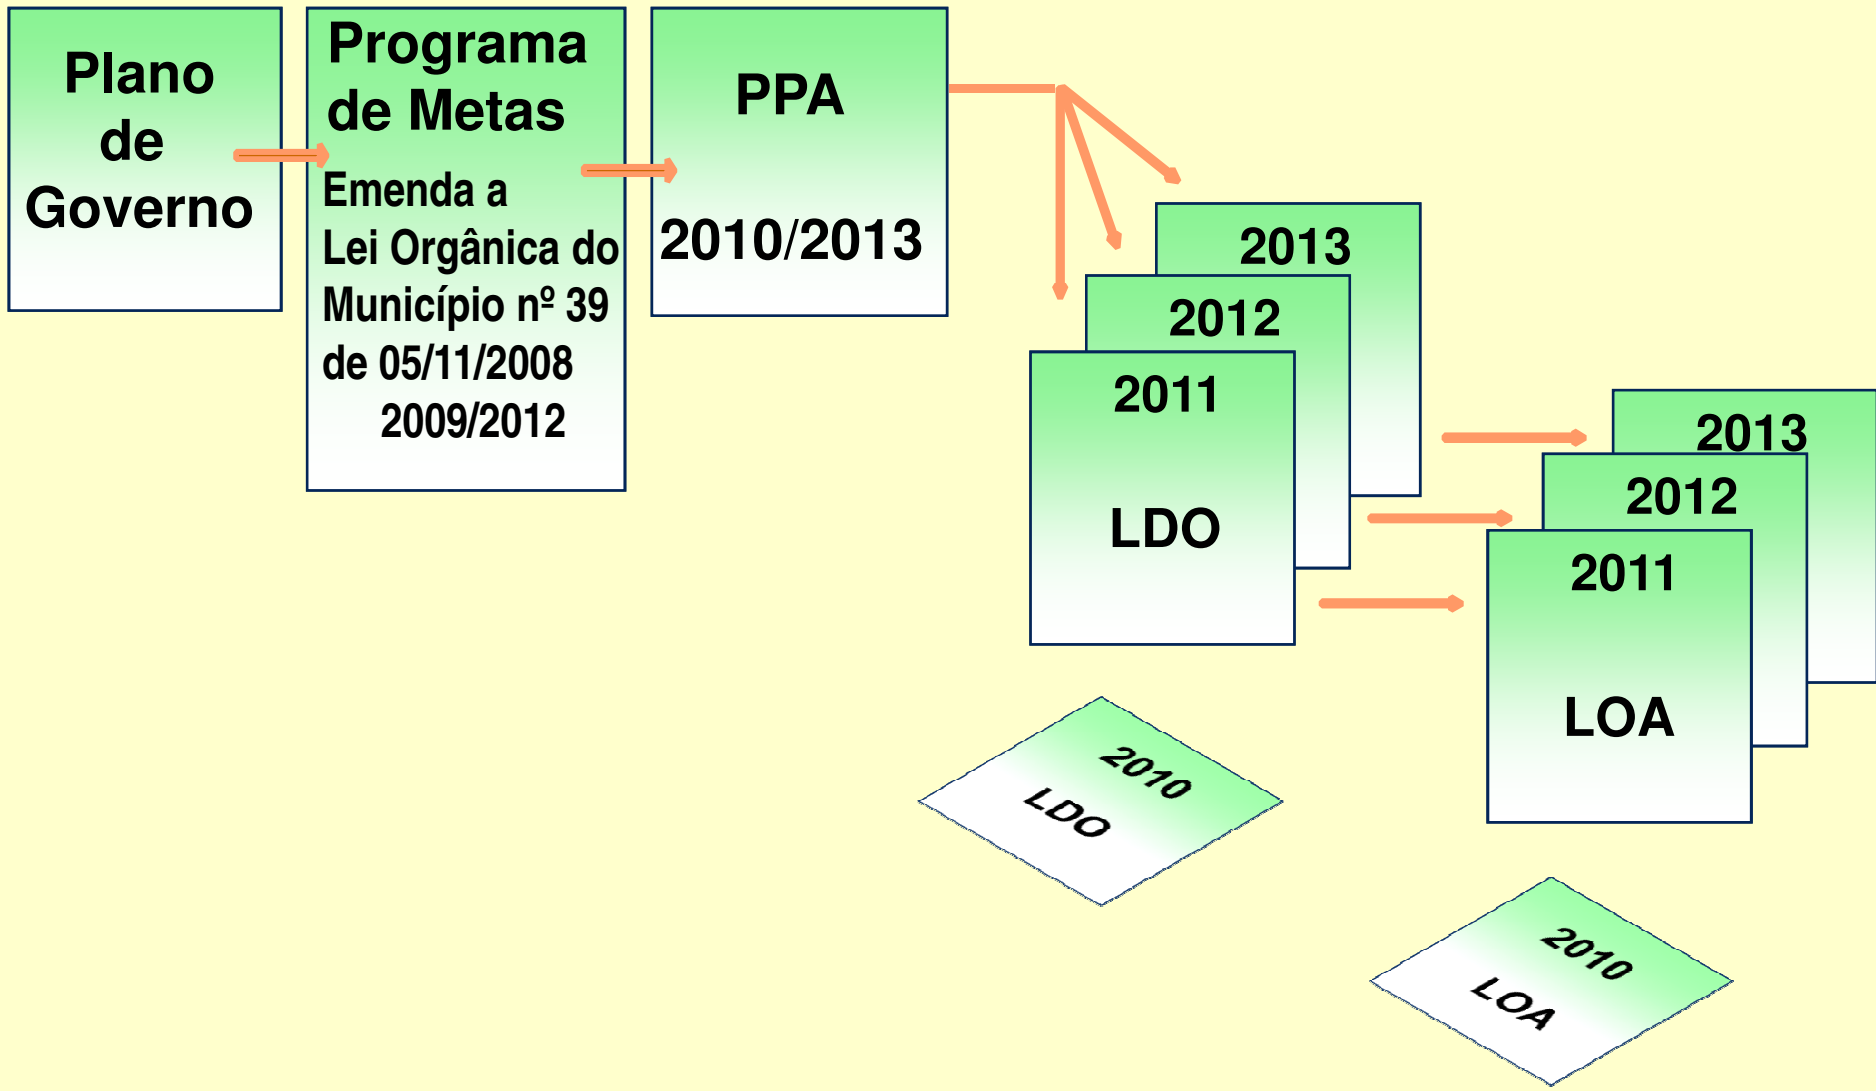 Plano
de
Governo
Programa
de Metas
Emenda a
Lei Orgânica do
Município nº 39
de 05/11/2008
2009/2012
PPA
2010/2013
2013
2012
2011
LDO
2013
2012
2011
LOA
2010
LDO
2010
LOA